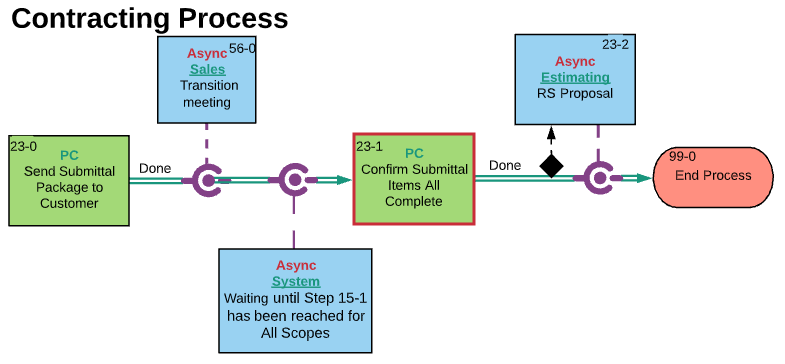 Contracting Process
56-0
Async
Sales
Transition
meeting
23-2
Async
Estimating
RS Proposal
23-0
PC
Send Submittal
Package to
Customer
Done
23-1
PC
Confirm Submittal
Items All
Complete
Done
99-0
End Process
Async
System
Waiting until Step 15-1
has been reached for
All Scopes